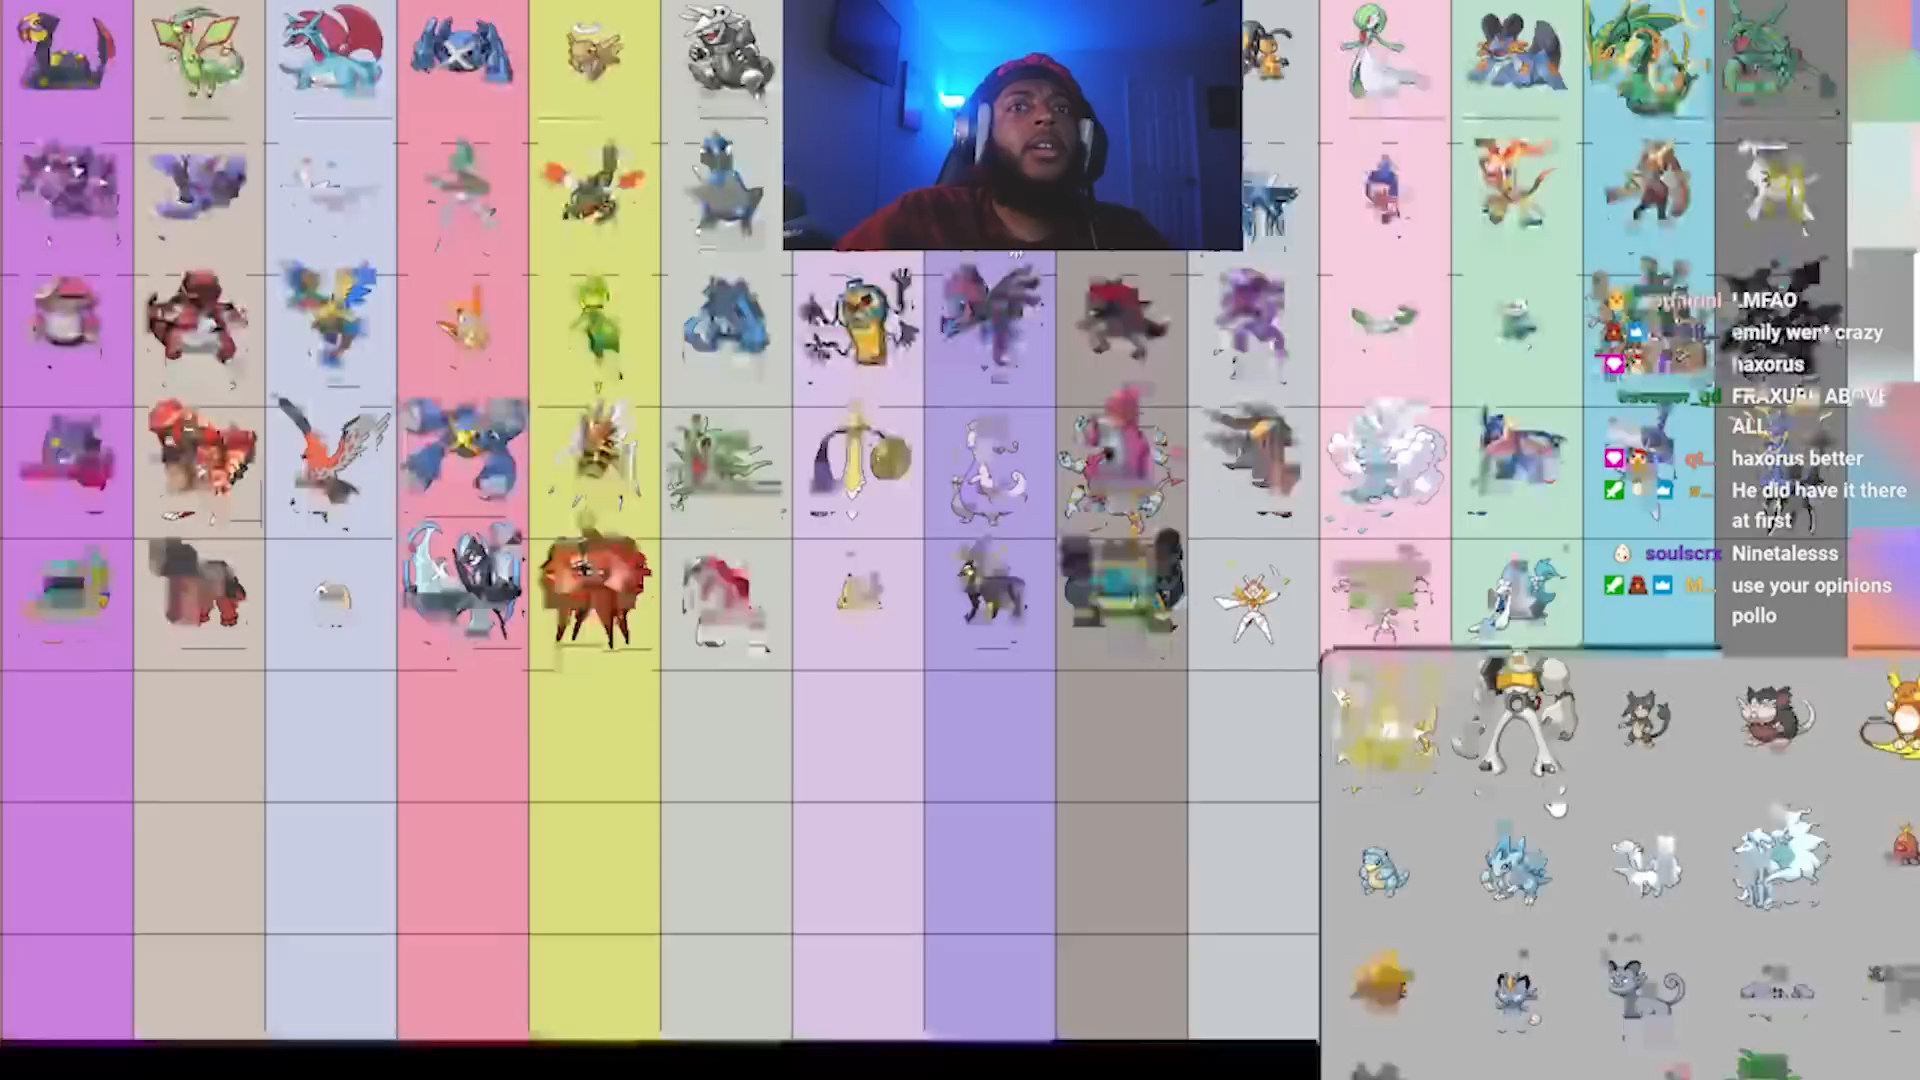 LMFAO
emily went crazy
haxorus
ALL
haxorus better
He did have it there
at first
soulscrx Ninetalesss
use your opinions
pollo